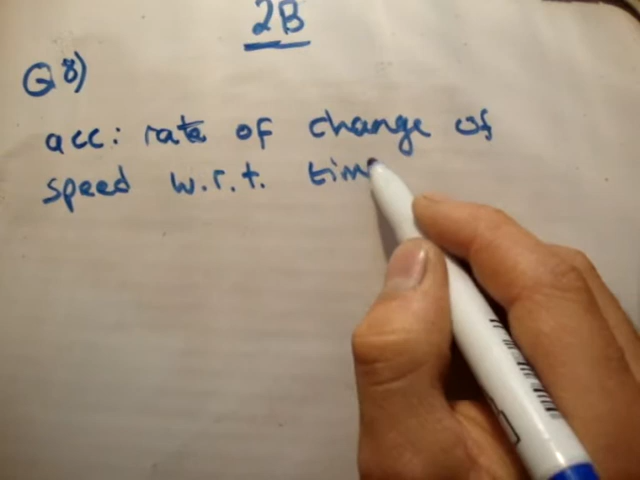 2B
Q8)
acc: rate of change of
speed w.r.t. tim